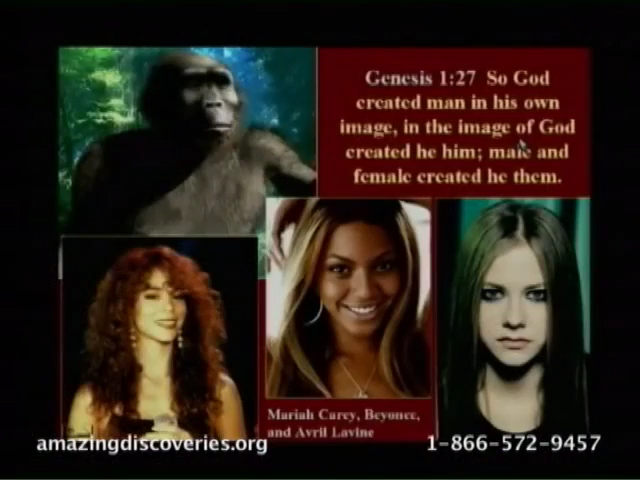 Genesis 1:27 So God
created man in his own
image, in the image of God
created he him; male and
female created he them.
Mariah Carey, Beyonce,
and Avril Lavine
amazingdiscoveries.org
1-866-572-9457